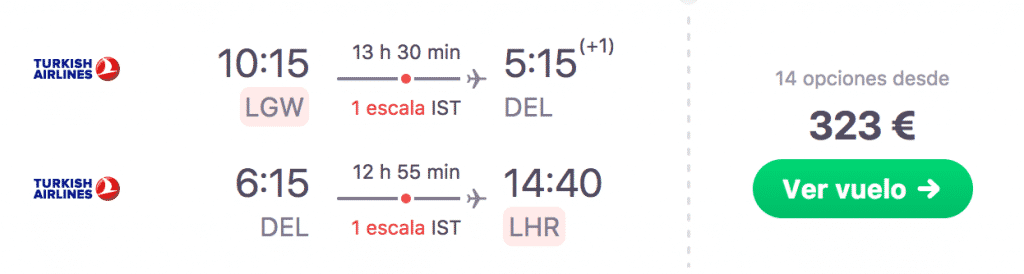 TURKISH
AIRLINES
10:15
LGW
13 h 30 min
1 escala IST
5:15(+1)
DEL
TURKISH
AIRLINES
6:15
DEL
12 h 55 min
1 escala IST
14:40
LHR
14 opciones desde
323 €
Ver vuelo →